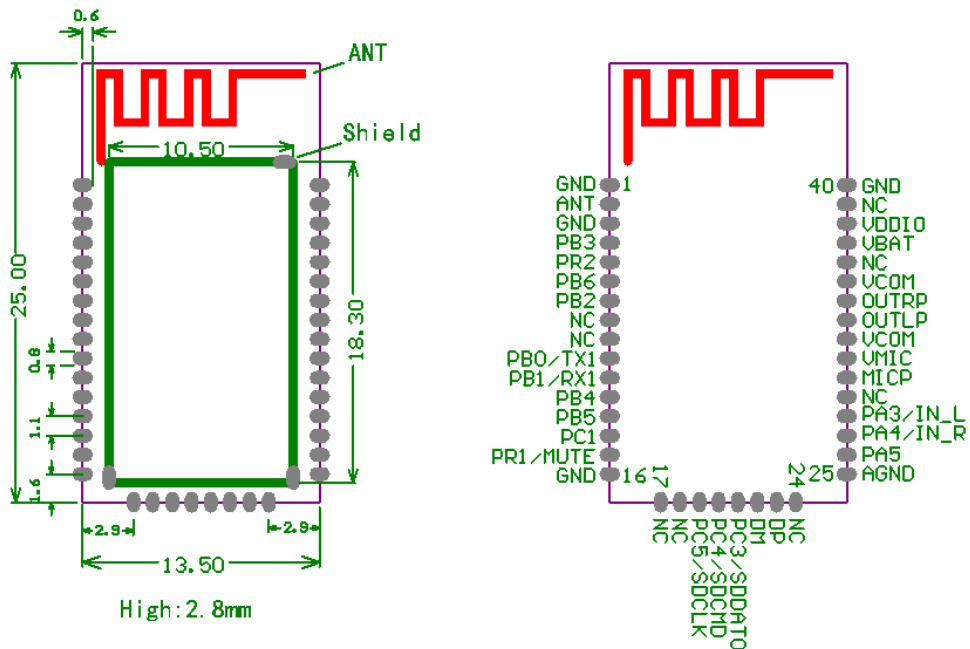 0.6
ANT
Shield
10.50
25.00
18.30
0.8
1.1
1.6
2.9
2.9
13.50
High:2.8mm
GND 1
ANT
GND
PB3
PR2
PB6
PB2
NC
NC
PB0/TX1
PB1/RX1
PB4
PB5
PC1
PR1/MUTE
GND 16
17
NC
NC
PC5/SDCLK
PC4/SDCMD
PC3/SDDAT0
DM
DP
NC
24
40 GND
NC
VDDIO
VBAT
NC
VCOM
OUTRP
OUTLP
VCOM
VMIC
MICP
NC
PA3/IN_L
PA4/IN_R
PA5
25 AGND